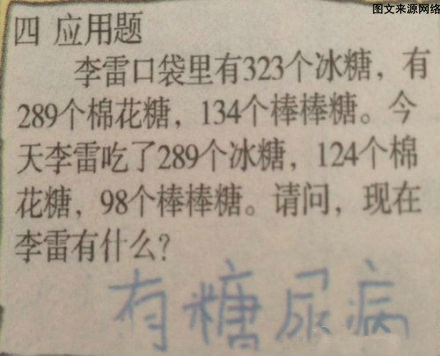 图文来源网络
四 应用题
李雷口袋里有323个冰糖，有
289个棉花糖，134个棒棒糖。今
天李雷吃了289个冰糖，124个棉
花糖，98个棒棒糖。请问，现在
李雷有什么？
有糖尿病